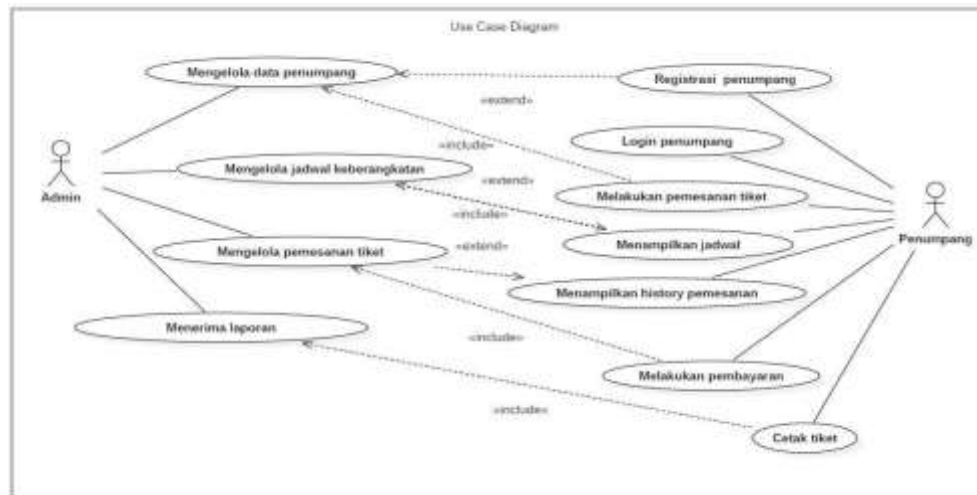 Use Case Diagram
Mengelola data penumpang
Registrasi penumpang
«extend»
Login penumpang
«include»
Mengelola jadwal keberangkatan
«extend»
Melakukan pemesanan tiket
Admin
«include»
Menampilkan jadwal
Penumpang
Mengelola pemesanan tiket
«extend»
Menampilkan history pemesanan
Menerima laporan
«include»
Melakukan pembayaran
«include»
Cetak tiket